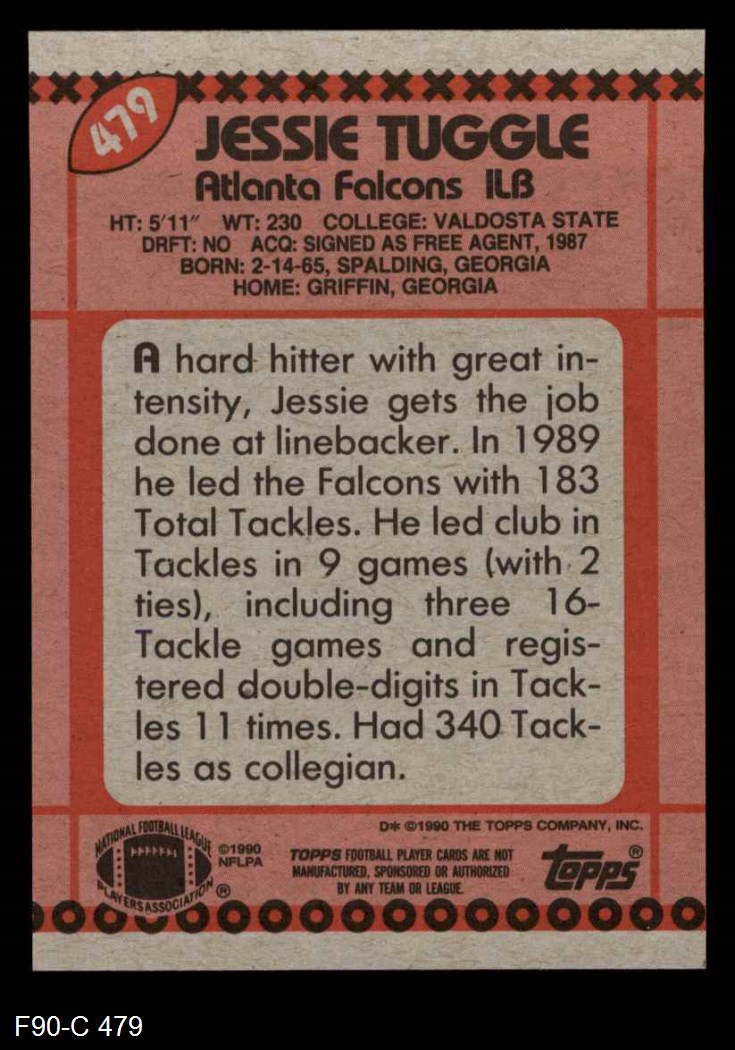 479
JESSIE TUGGLE
Atlanta Falcons ILB
HT: 5'11" WT: 230 COLLEGE: VALDOSTA STATE
DRFT: NO ACQ: SIGNED AS FREE AGENT, 1987
BORN: 2-14-65, SPALDING, GEORGIA
HOME: GRIFFIN, GEORGIA
A hard hitter with great in-
tensity, Jessie gets the job
done at linebacker. In 1989
he led the Falcons with 183
Total Tackles. He led club in
Tackles in 9 games (with 2
ties), including three 16-
Tackle games and regis-
tered double-digits in Tack-
les 11 times. Had 340 Tack-
les as collegian.
D* ©1990 THE TOPPS COMPANY, INC.
NATIONAL FOOTBALL LEAGUE
PLAYERS ASSOCIATION ®
©1990
NFLPA
TOPPS FOOTBALL PLAYER CARDS ARE NOT
MANUFACTURED, SPONSORED OR AUTHORIZED
BY ANY TEAM OR LEAGUE.
topps®
F90-C 479